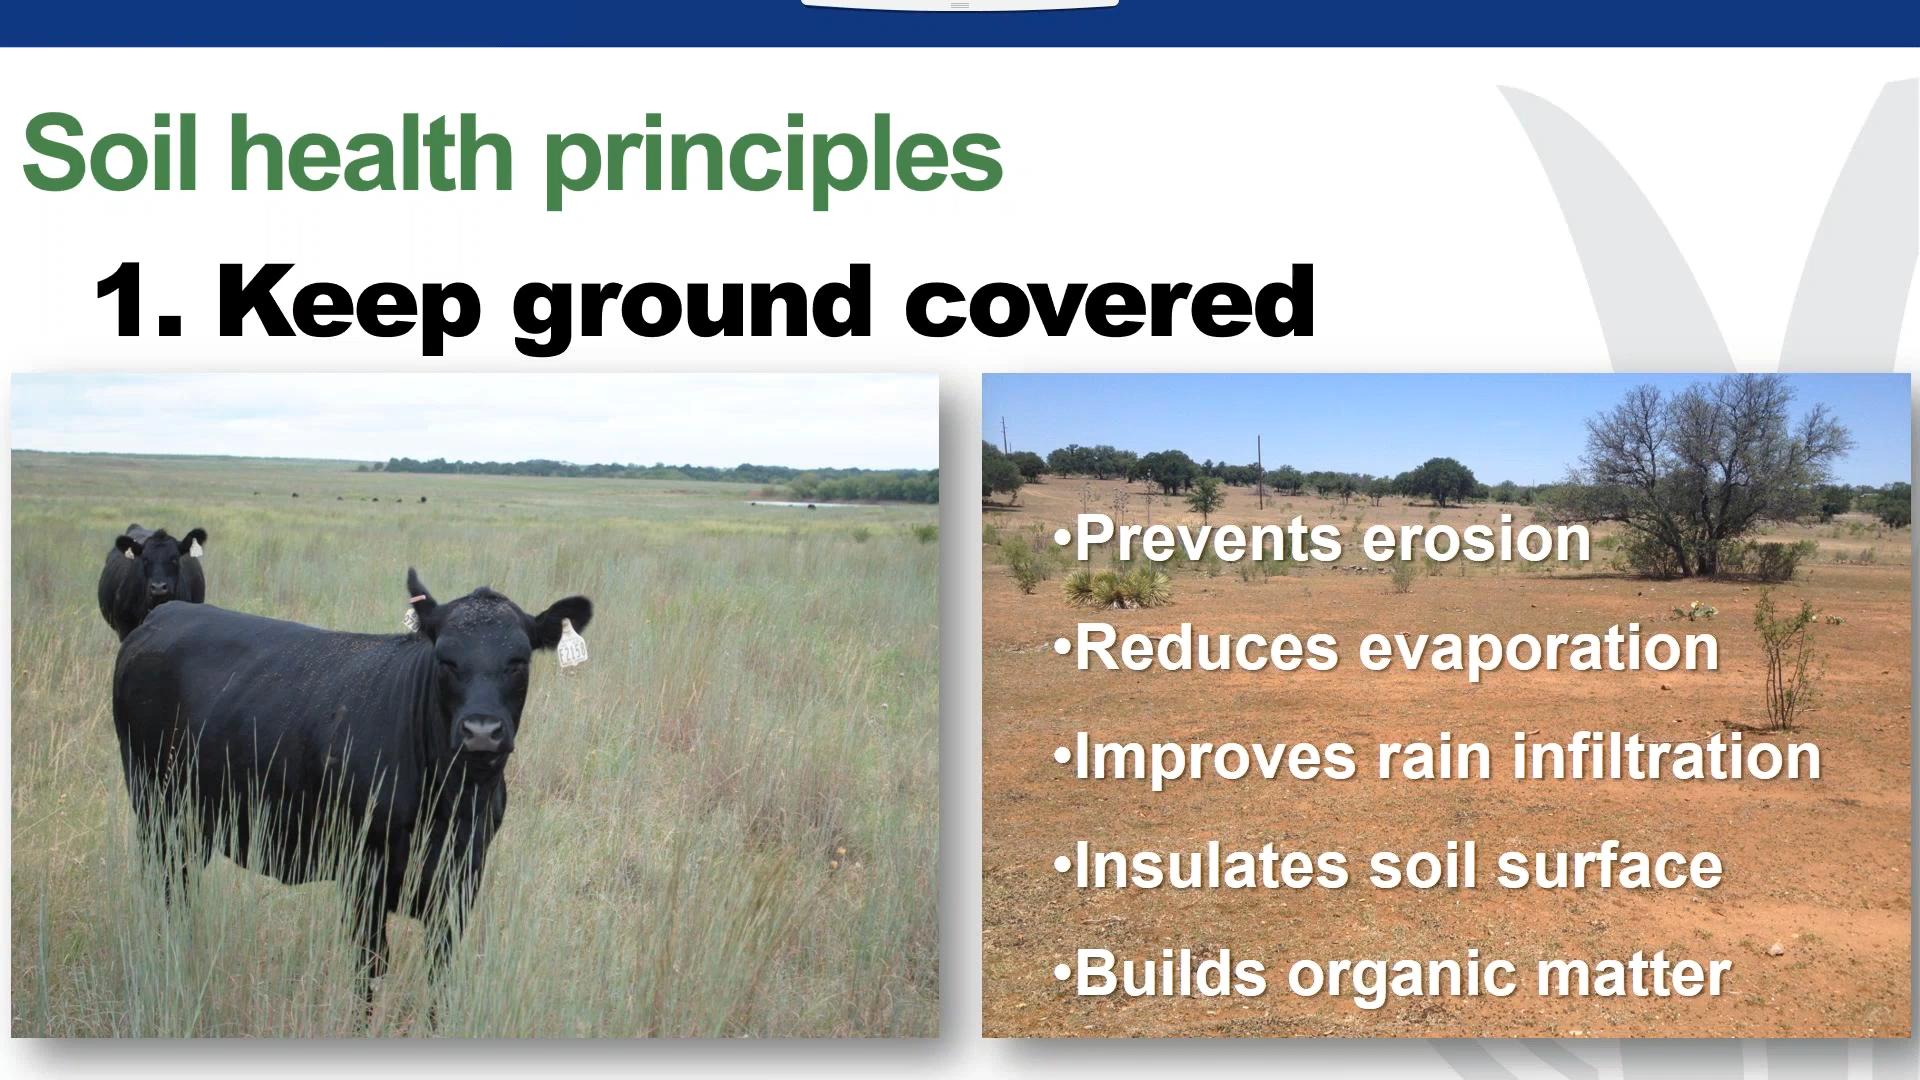 Soil health principles
1. Keep ground covered
•Prevents erosion
•Reduces evaporation
•Improves rain infiltration
•Insulates soil surface
•Builds organic matter